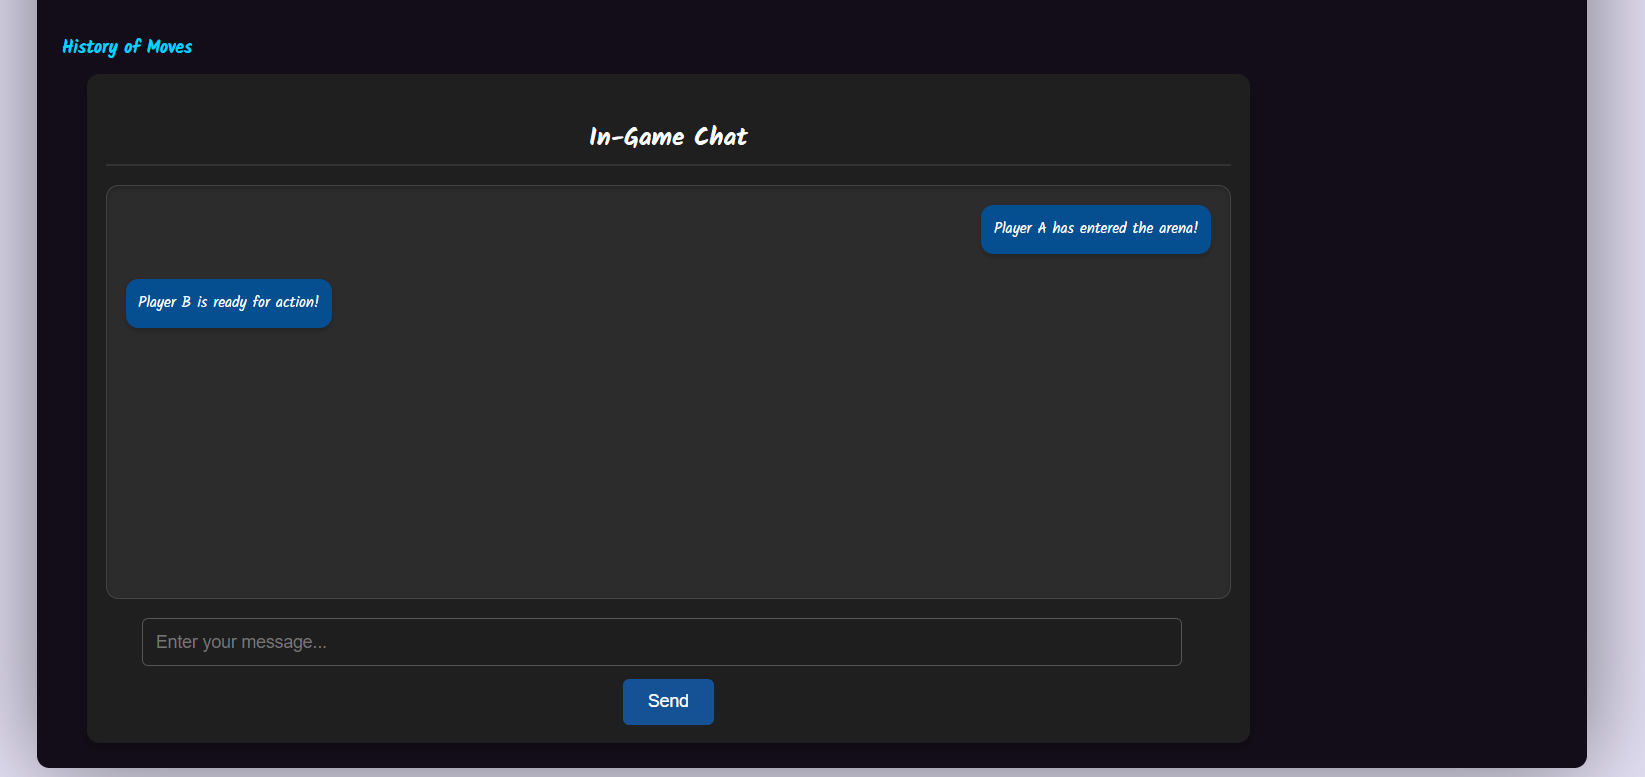 History of Moves
In-Game Chat
Player A has entered the arena!
Player B is ready for action!
Enter your message...
Send